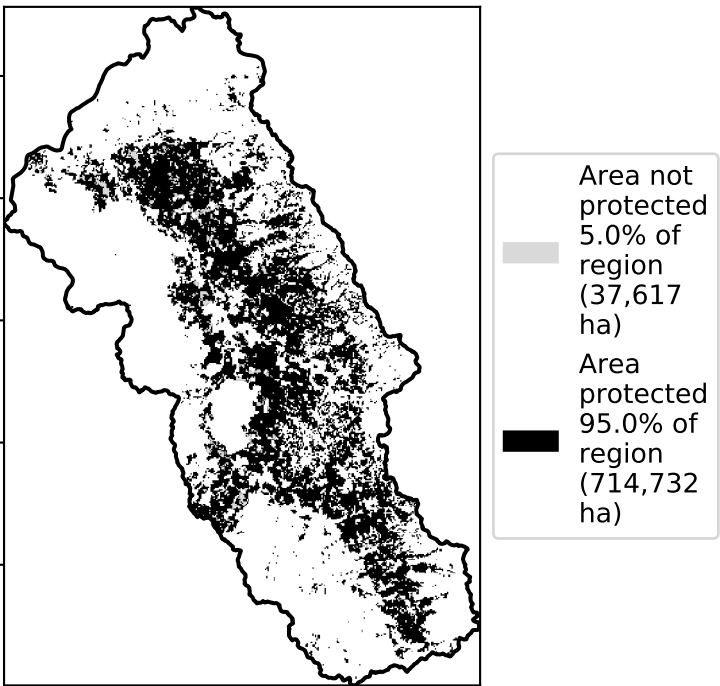 Area not
protected
5.0% of
region
(37,617
ha)
Area
protected
95.0% of
region
(714,732
ha)